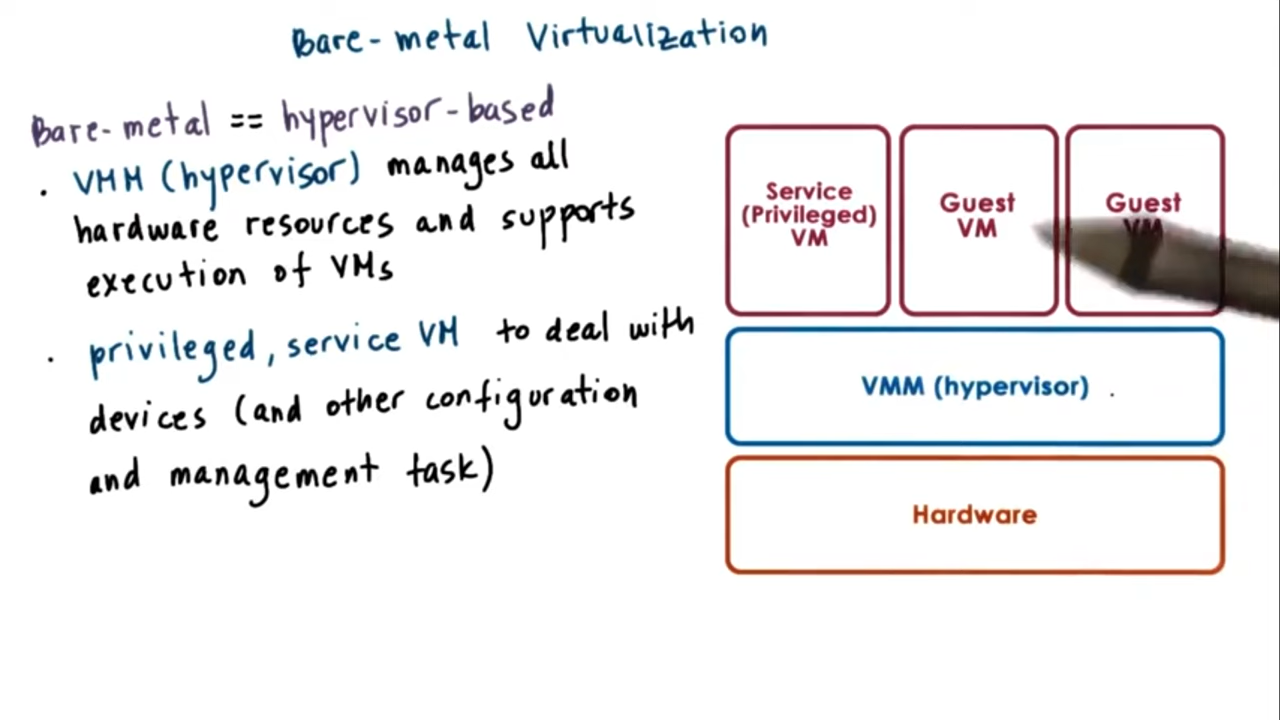 Bare-metal Virtualization
Bare-metal == hypervisor-based
• VMM (hypervisor) manages all
hardware resources and supports
execution of VMs
• privileged, service VM to deal with
devices (and other configuration
and management task)
Service
(Privileged)
VM
Guest
VM
Guest
VM
VMM (hypervisor)
Hardware